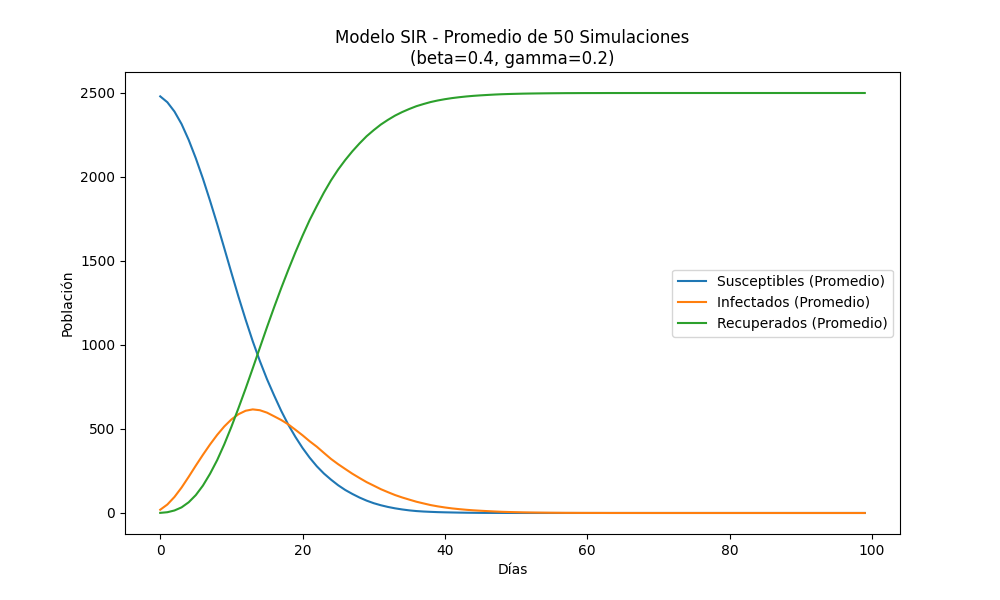 Modelo SIR - Promedio de 50 Simulaciones
(beta=0.4, gamma=0.2)
Población
2500
2000
1500
1000
500
0
Susceptibles (Promedio)
Infectados (Promedio)
Recuperados (Promedio)
0 20 40 60 80 100
Días